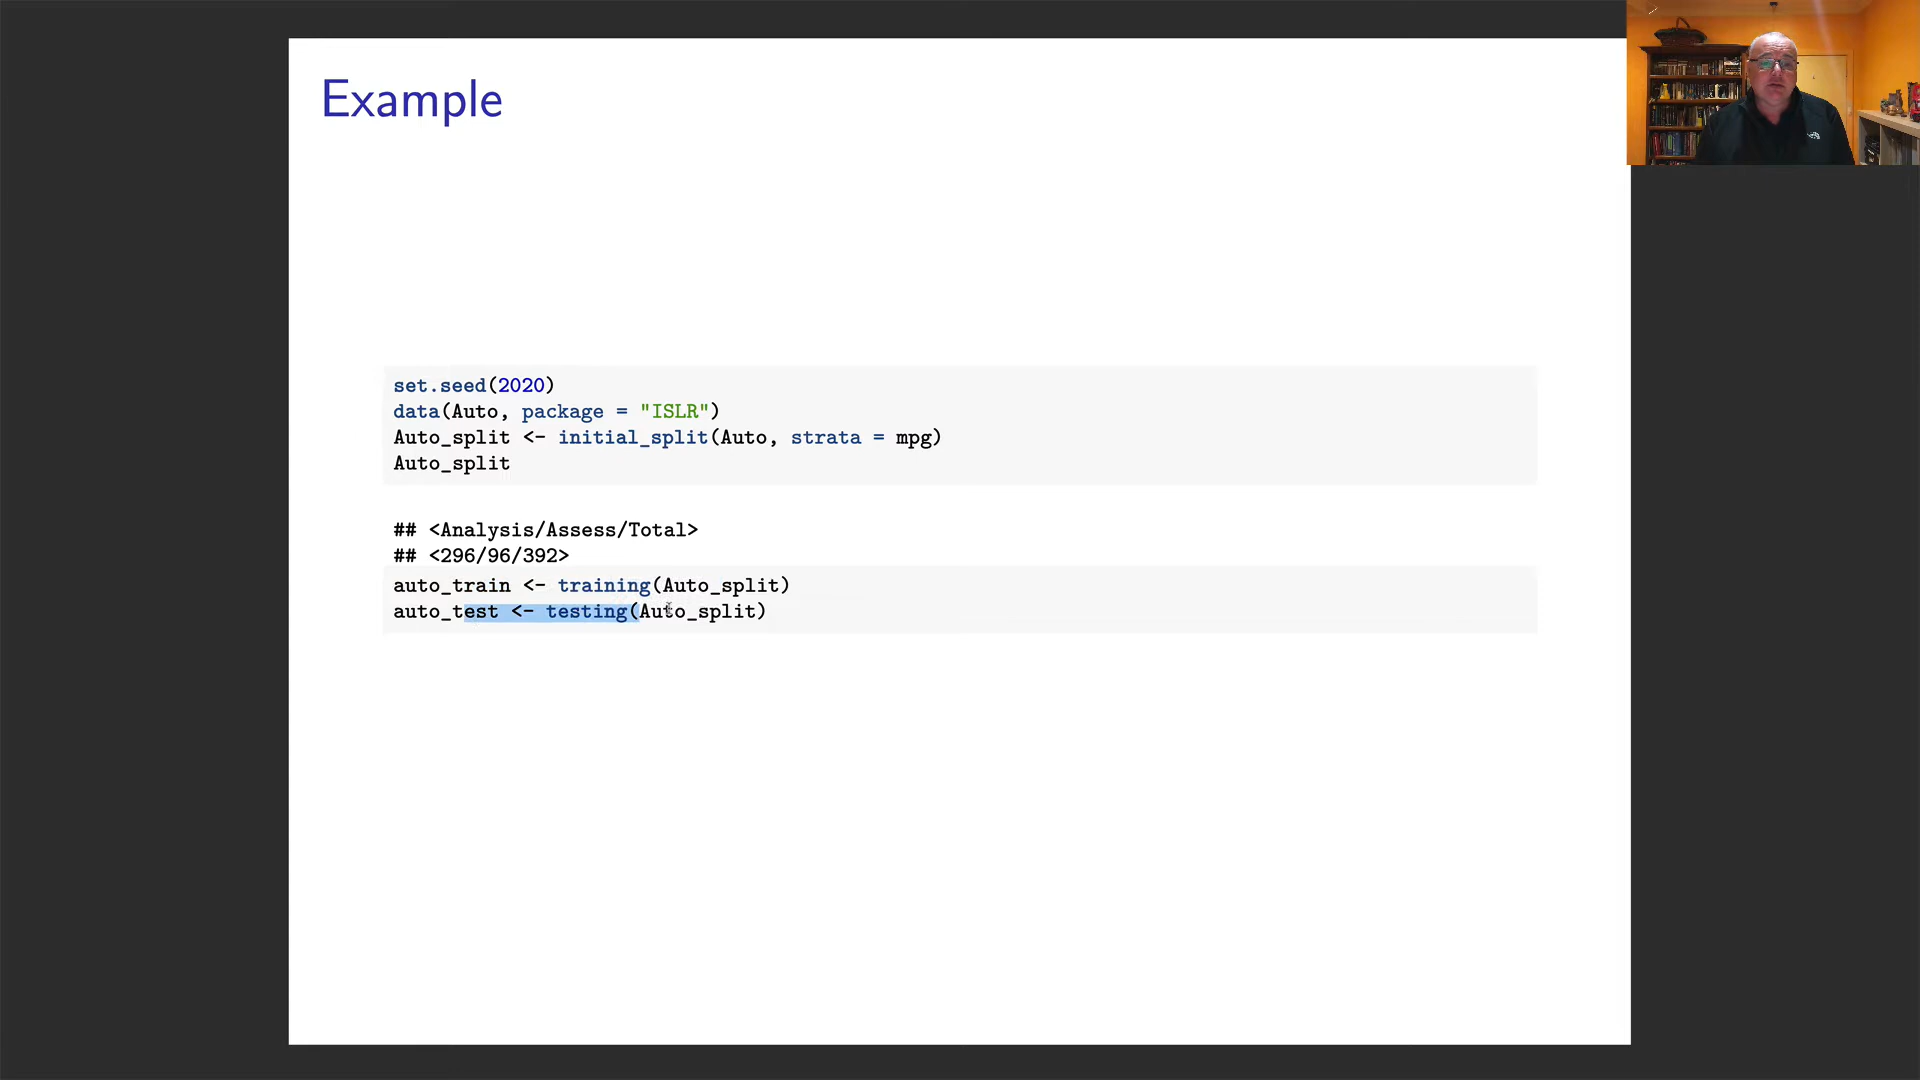 Example
set.seed(2020)
data(Auto, package = "ISLR")
Auto_split <- initial_split(Auto, strata = mpg)
Auto_split
## <Analysis/Assess/Total>
## <296/96/392>
auto_train <- training(Auto_split)
auto_test <- testing(Auto_split)